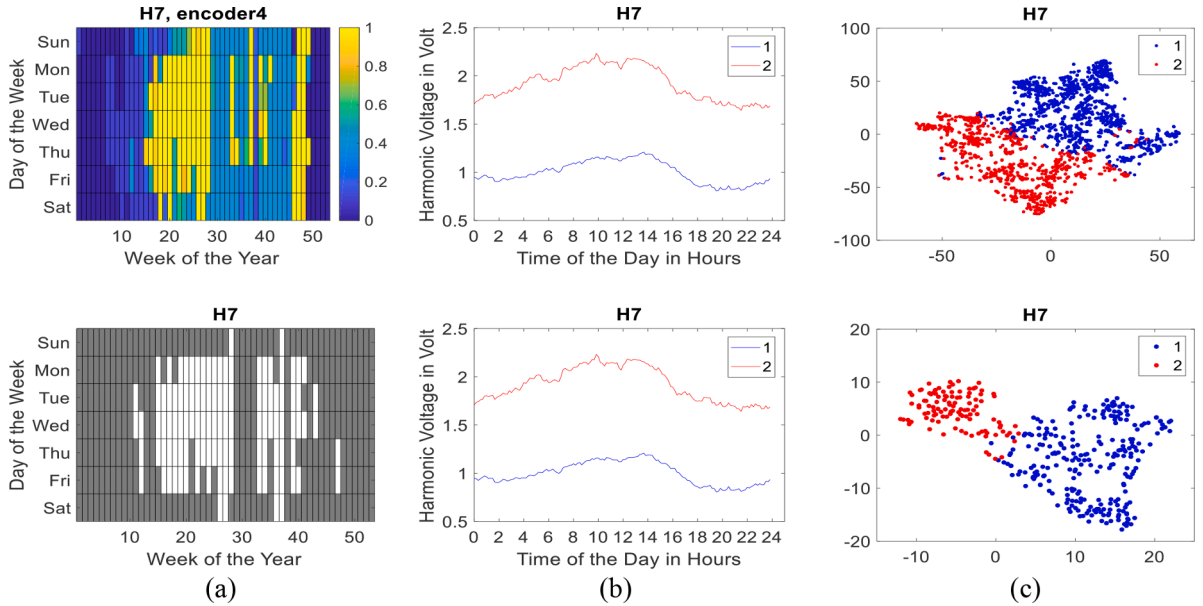 H7, encoder4
Sun
Mon
Tue
Wed
Thu
Fri
Sat
Day of the Week
10 20 30 40 50
Week of the Year
1
0.8
0.6
0.4
0.2
0
H7
Harmonic Voltage in Volt
2.5
2
1.5
1
0.5
0 2 4 6 8 10 12 14 16 18 20 22 24
Time of the Day in Hours
1
2
H7
100
50
0
-50
-100
-50 0 50
1
2
H7
Sun
Mon
Tue
Wed
Thu
Fri
Sat
Day of the Week
10 20 30 40 50
Week of the Year
H7
Harmonic Voltage in Volt
2.5
2
1.5
1
0.5
0 2 4 6 8 10 12 14 16 18 20 22 24
Time of the Day in Hours
1
2
H7
20
10
0
-10
-20
-10 0 10 20
1
2
(a) (b) (c)